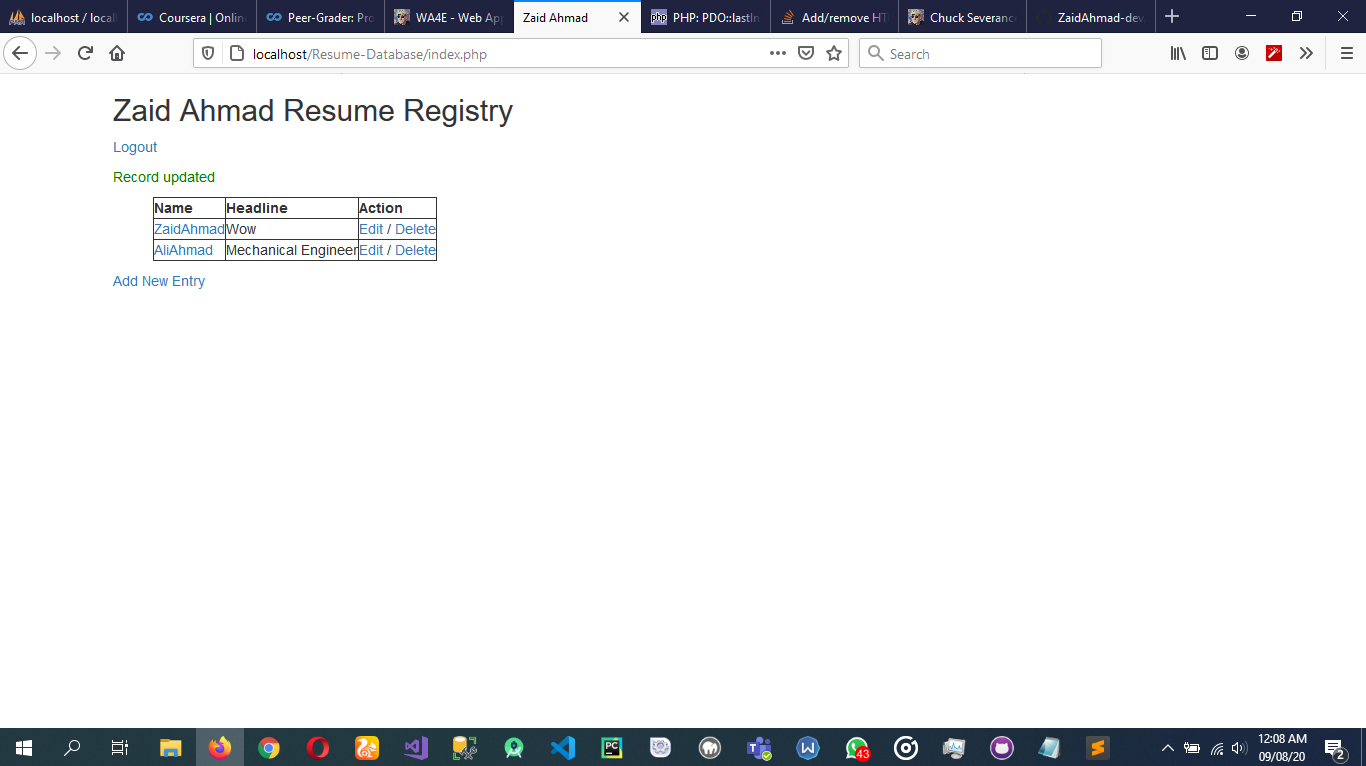 localhost / locall
Coursera | Onlin
Peer-Grader: Pro
WA4E - Web App
Zaid Ahmad
php
PHP: PDO::lastIn
Add/remove HT
Chuck Severanc
ZaidAhmad-dev
localhost/Resume-Database/index.php
Search
Zaid Ahmad Resume Registry
Logout
Record updated
Name Headline Action
ZaidAhmad Wow Edit / Delete
AliAhmad Mechanical Engineer Edit / Delete
Add New Entry
43
12:08 AM
09/08/20
2